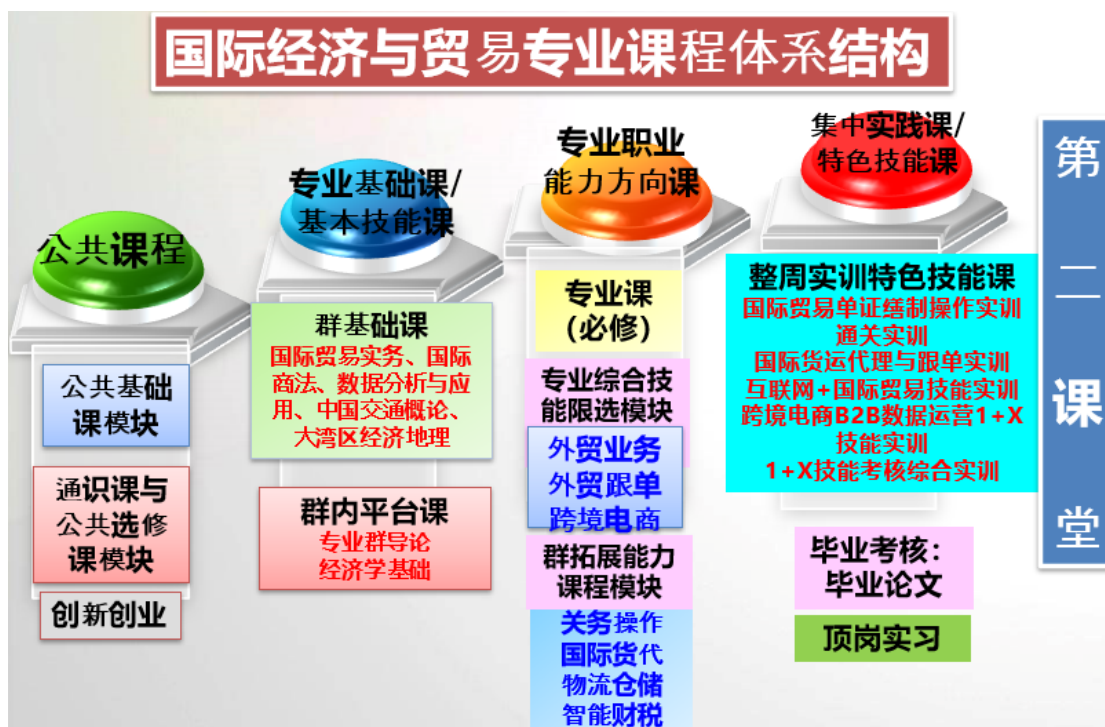 国际经济与贸易专业课程体系结构
公共课程
公共基础
课模块
通识课与
公共选修
课模块
创新创业
专业基础课/
基本技能课
群基础课
国际贸易实务、国际
商法、数据分析与应
用、中国交通概论、
大湾区经济地理
群内平台课
专业群导论
经济学基础
专业职业
能力方向课
专业课
（必修）
专业综合技
能限选模块
外贸业务
外贸跟单
跨境电商
群拓展能力
课程模块
关务操作
国际货代
物流仓储
智能财税
集中实践课/
特色技能课
整周实训特色技能课
国际贸易单证缮制操作实训
通关实训
国际货运代理与跟单实训
互联网+国际贸易技能实训
跨境电商B2B数据运营1+X
技能实训
1+X技能考核综合实训
毕业考核：
毕业论文
顶岗实习
第
二
课
堂